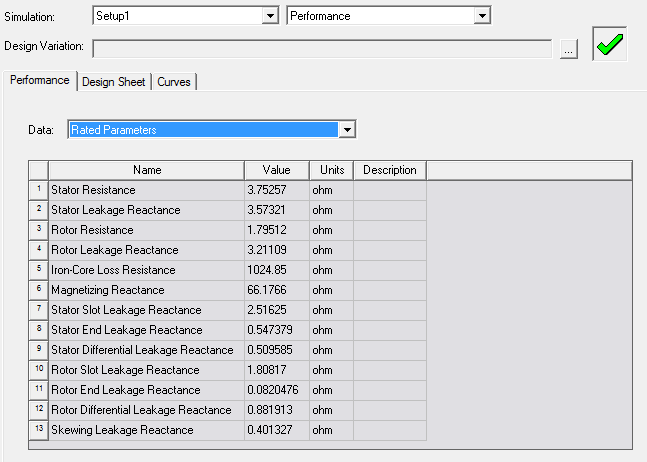 Simulation: Setup1 Performance
Design Variation: ...
Performance Design Sheet Curves
Data: Rated Parameters
Name Value Units Description
1 Stator Resistance 3.75257 ohm
2 Stator Leakage Reactance 3.57321 ohm
3 Rotor Resistance 1.79512 ohm
4 Rotor Leakage Reactance 3.21109 ohm
5 Iron-Core Loss Resistance 1024.85 ohm
6 Magnetizing Reactance 66.1766 ohm
7 Stator Slot Leakage Reactance 2.51625 ohm
8 Stator End Leakage Reactance 0.547379 ohm
9 Stator Differential Leakage Reactance 0.509585 ohm
10 Rotor Slot Leakage Reactance 1.80817 ohm
11 Rotor End Leakage Reactance 0.0820476 ohm
12 Rotor Differential Leakage Reactance 0.881913 ohm
13 Skewing Leakage Reactance 0.401327 ohm